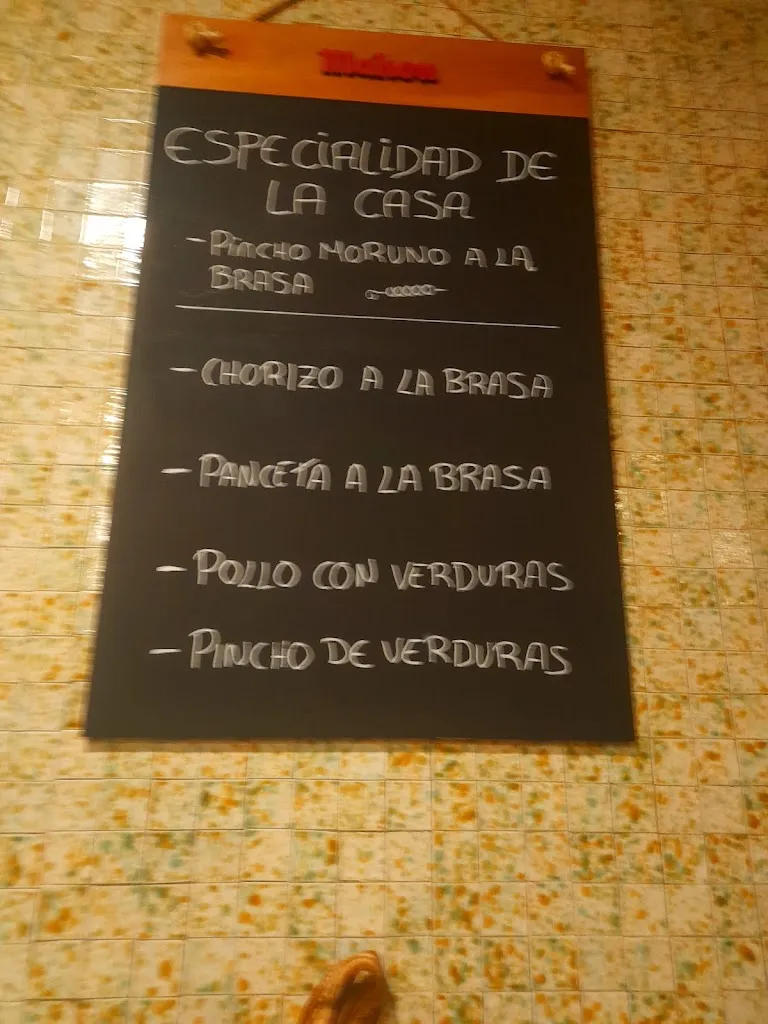 Mahou
ESPECIALIDAD DE
LA CASA
- PINCHO MORUNO A LA
BRASA
- CHORIZO A LA BRASA
- PANCETA A LA BRASA
- POLLO CON VERDURAS
- PINCHO DE VERDURAS